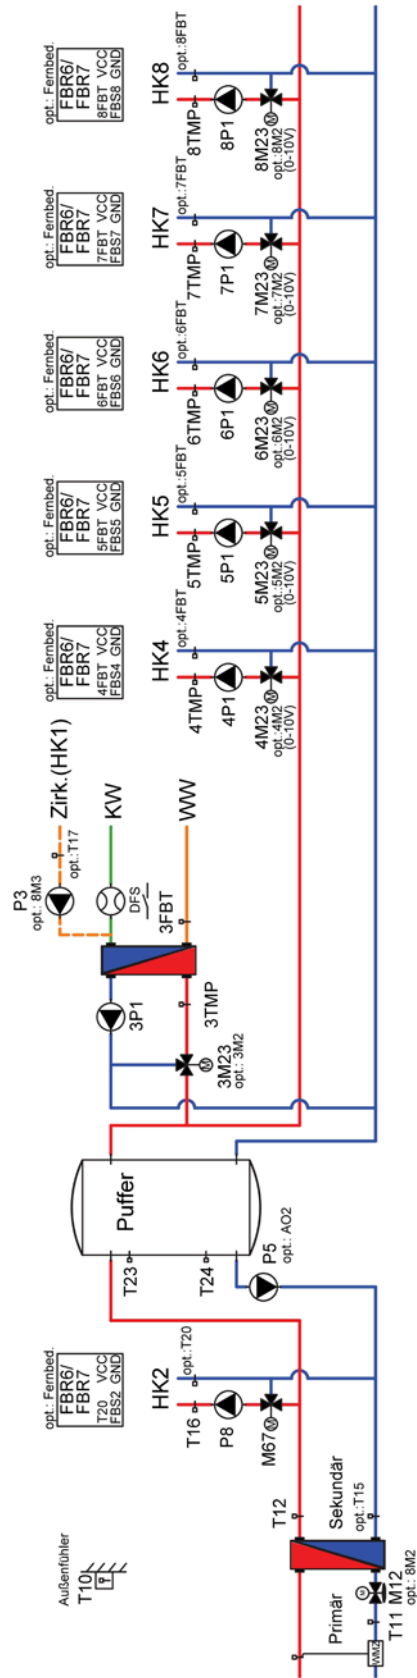 Außenfühler
T10
T
Primär
Sekundär
WM2
T11
M12
opt.: 8M2
M
opt.:T15
T12
opt.: Fernbed.
FBR6/
FBR7
T20 VCC
FBS2 GND
HK2
opt.:T20
T16
P8
M67
M
T23
T24
Puffer
P5
opt.: AO2
P3
opt.: 8M3
Zirk.(HK1)
opt.:T17
KW
DFS
WW
3FBT
3P1
3TMP
3M23
opt.: 3M2
M
opt.: Fernbed.
FBR6/
FBR7
4FBT VCC
FBS4 GND
HK4
opt.:4FBT
4TMP
4P1
4M23
opt.:4M2
(0-10V)
M
opt.: Fernbed.
FBR6/
FBR7
5FBT VCC
FBS5 GND
HK5
opt.:5FBT
5TMP
5P1
5M23
opt.:5M2
(0-10V)
M
opt.: Fernbed.
FBR6/
FBR7
6FBT VCC
FBS6 GND
HK6
opt.:6FBT
6TMP
6P1
6M23
opt.:6M2
(0-10V)
M
opt.: Fernbed.
FBR6/
FBR7
7FBT VCC
FBS7 GND
HK7
opt.:7FBT
7TMP
7P1
7M23
opt.:7M2
(0-10V)
M
opt.: Fernbed.
FBR6/
FBR7
8FBT VCC
FBS8 GND
HK8
opt.:8FBT
8TMP
8P1
8M23
opt.:8M2
(0-10V)
M